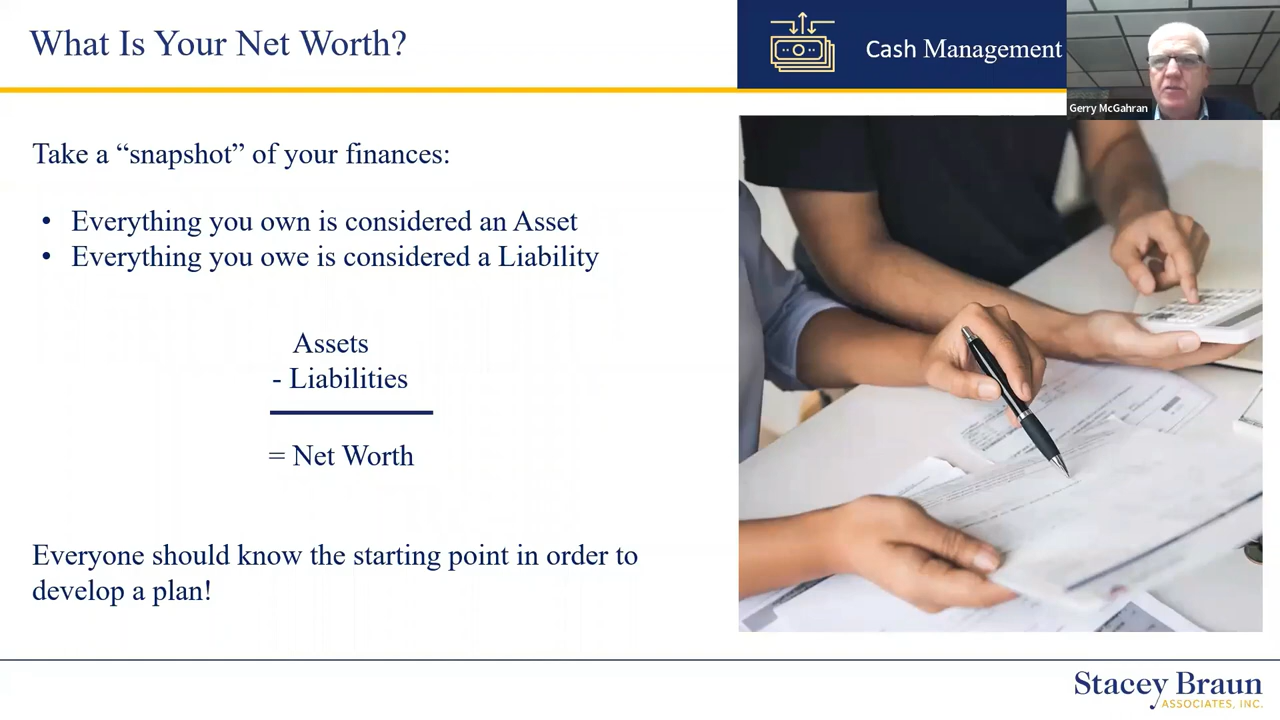 What Is Your Net Worth?
Cash Management
Gerry McGahran
Take a “snapshot” of your finances:
• Everything you own is considered an Asset
• Everything you owe is considered a Liability
Assets
- Liabilities
= Net Worth
Everyone should know the starting point in order to
develop a plan!
Stacey Braun
ASSOCIATES, INC.